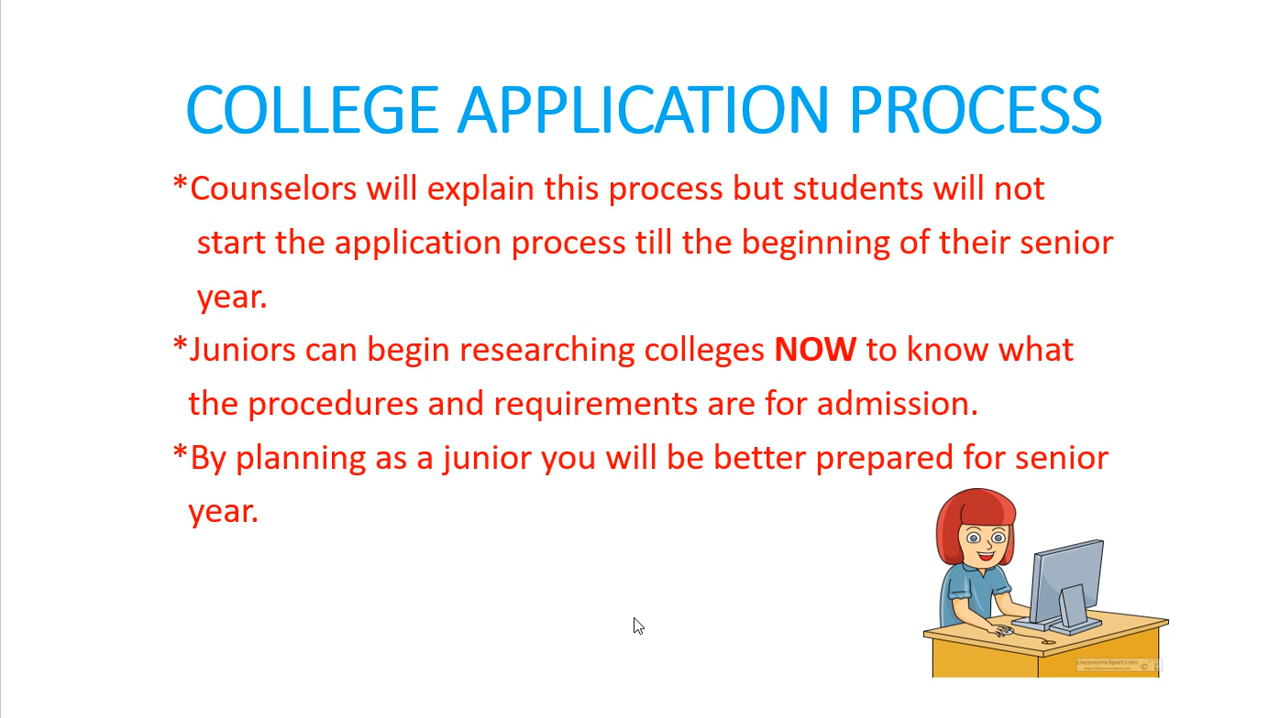 COLLEGE APPLICATION PROCESS
*Counselors will explain this process but students will not
start the application process till the beginning of their senior
year.
*Juniors can begin researching colleges NOW to know what
the procedures and requirements are for admission.
*By planning as a junior you will be better prepared for senior
year.
classroomclipart.com